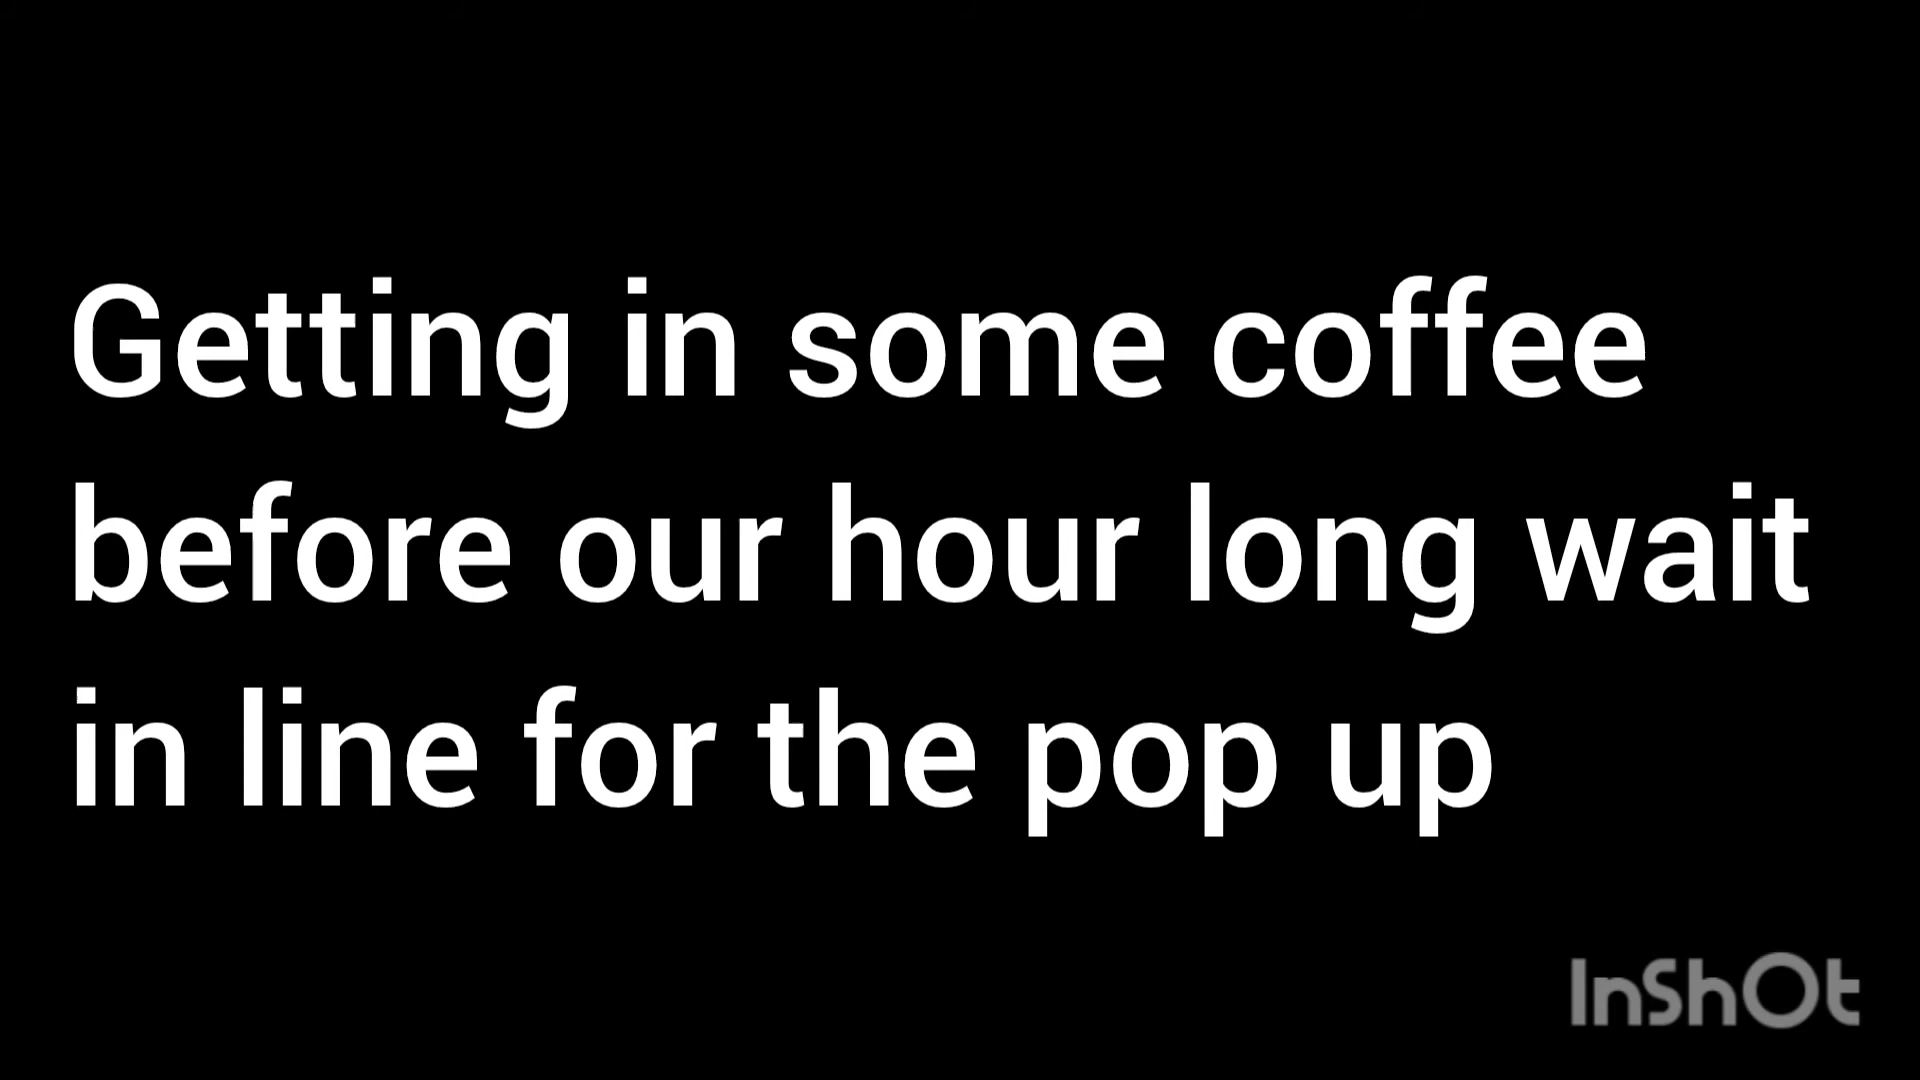 Getting in some coffee
before our hour long wait
in line for the pop up
InShOt